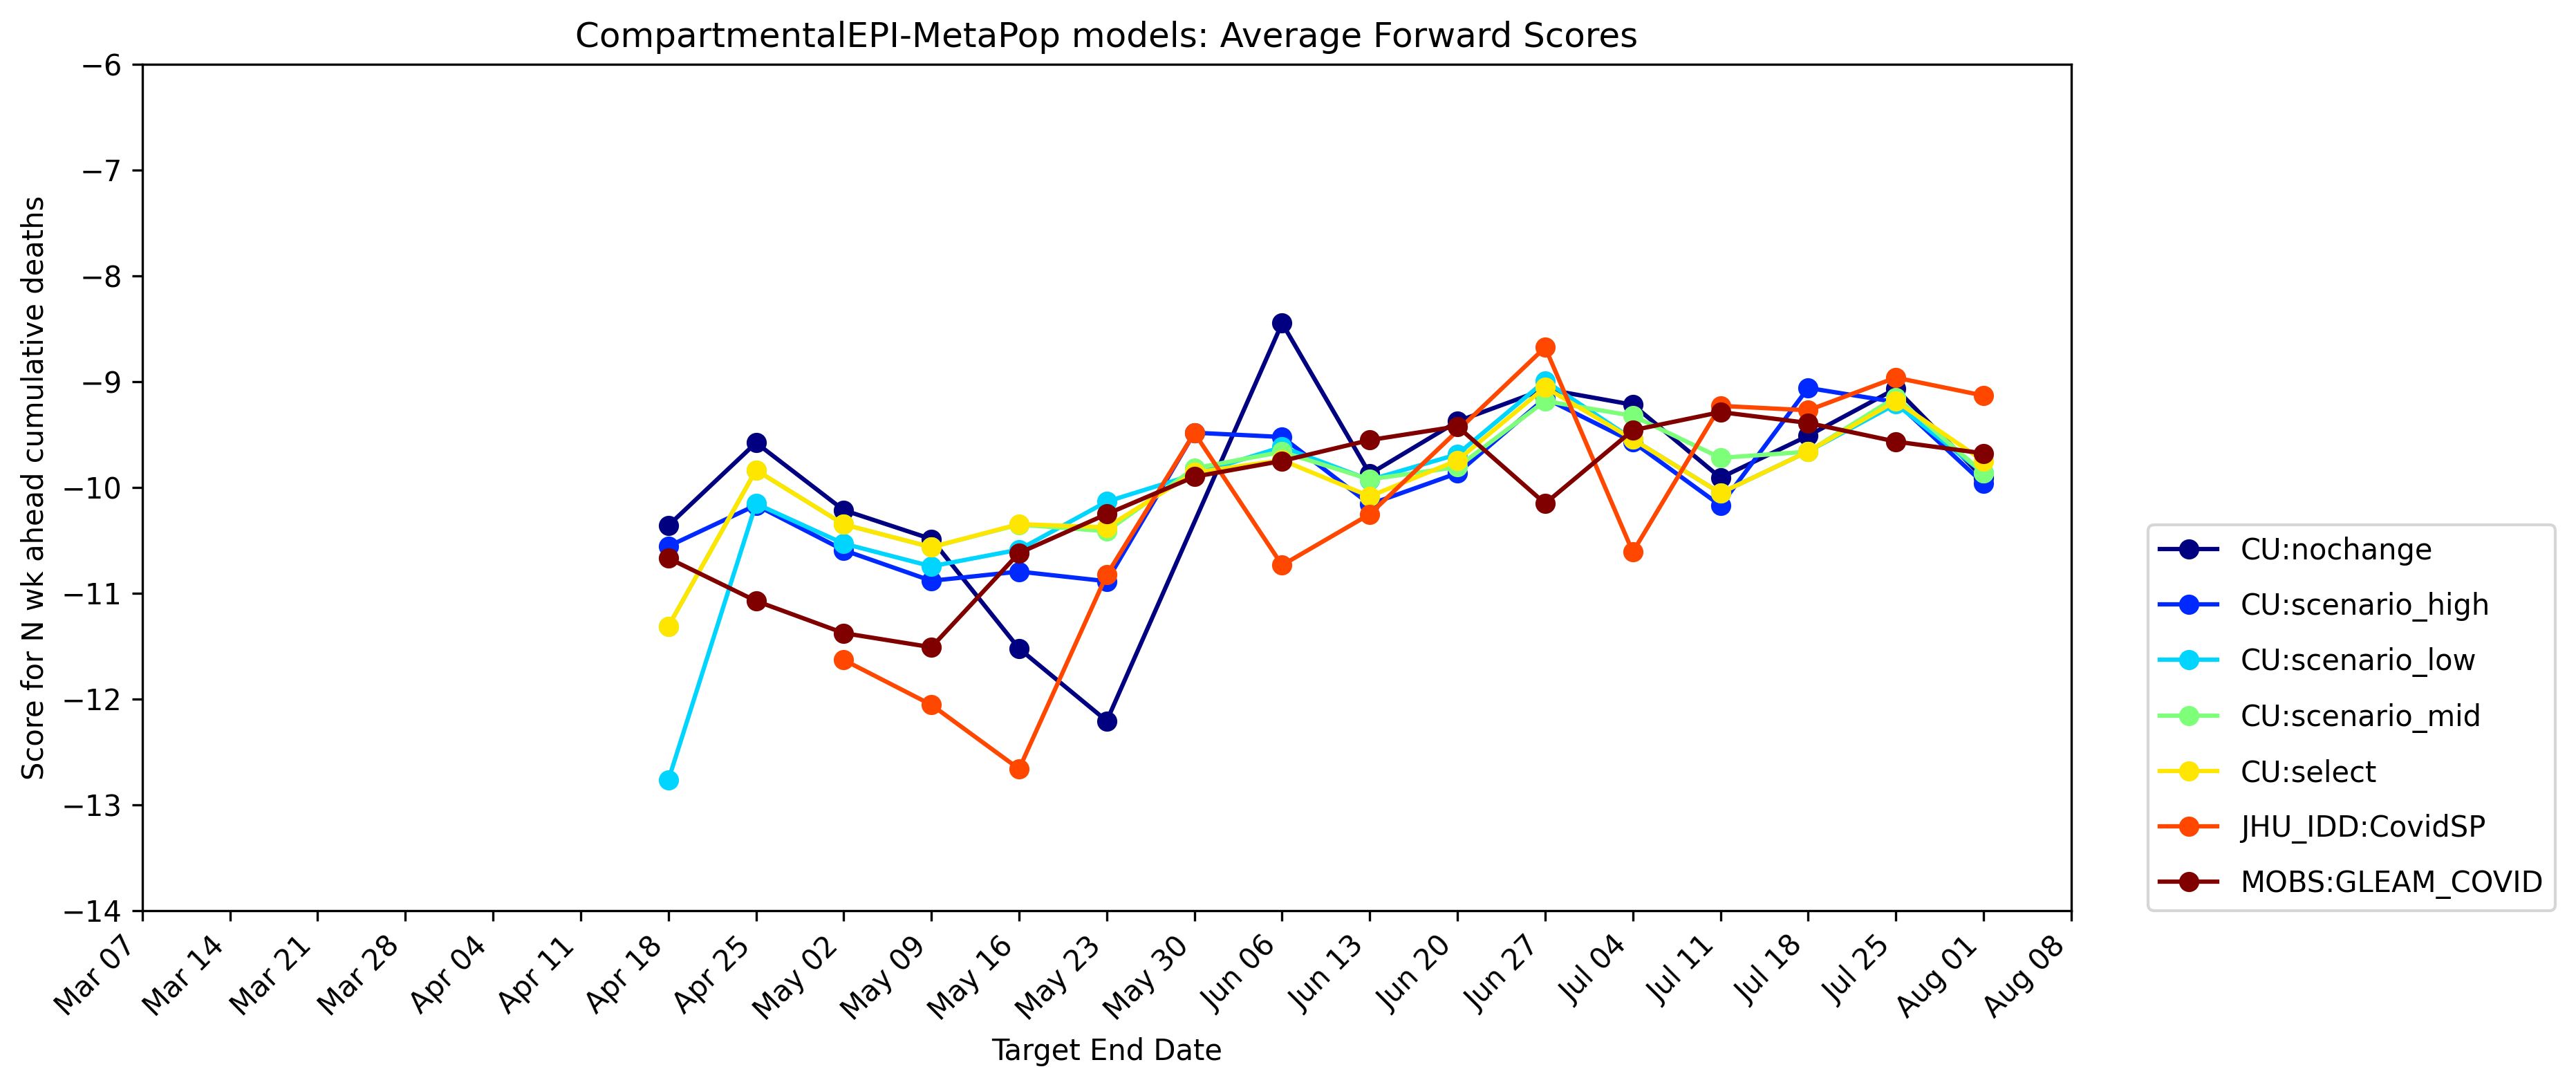 CompartmentalEPI-MetaPop models: Average Forward Scores
Score for N wk ahead cumulative deaths
−6
−7
−8
−9
−10
−11
−12
−13
−14
Mar 07
Mar 14
Mar 21
Mar 28
Apr 04
Apr 11
Apr 18
Apr 25
May 02
May 09
May 16
May 23
May 30
Jun 06
Jun 13
Jun 20
Jun 27
Jul 04
Jul 11
Jul 18
Jul 25
Aug 01
Aug 08
Target End Date
CU:nochange
CU:scenario_high
CU:scenario_low
CU:scenario_mid
CU:select
JHU_IDD:CovidSP
MOBS:GLEAM_COVID